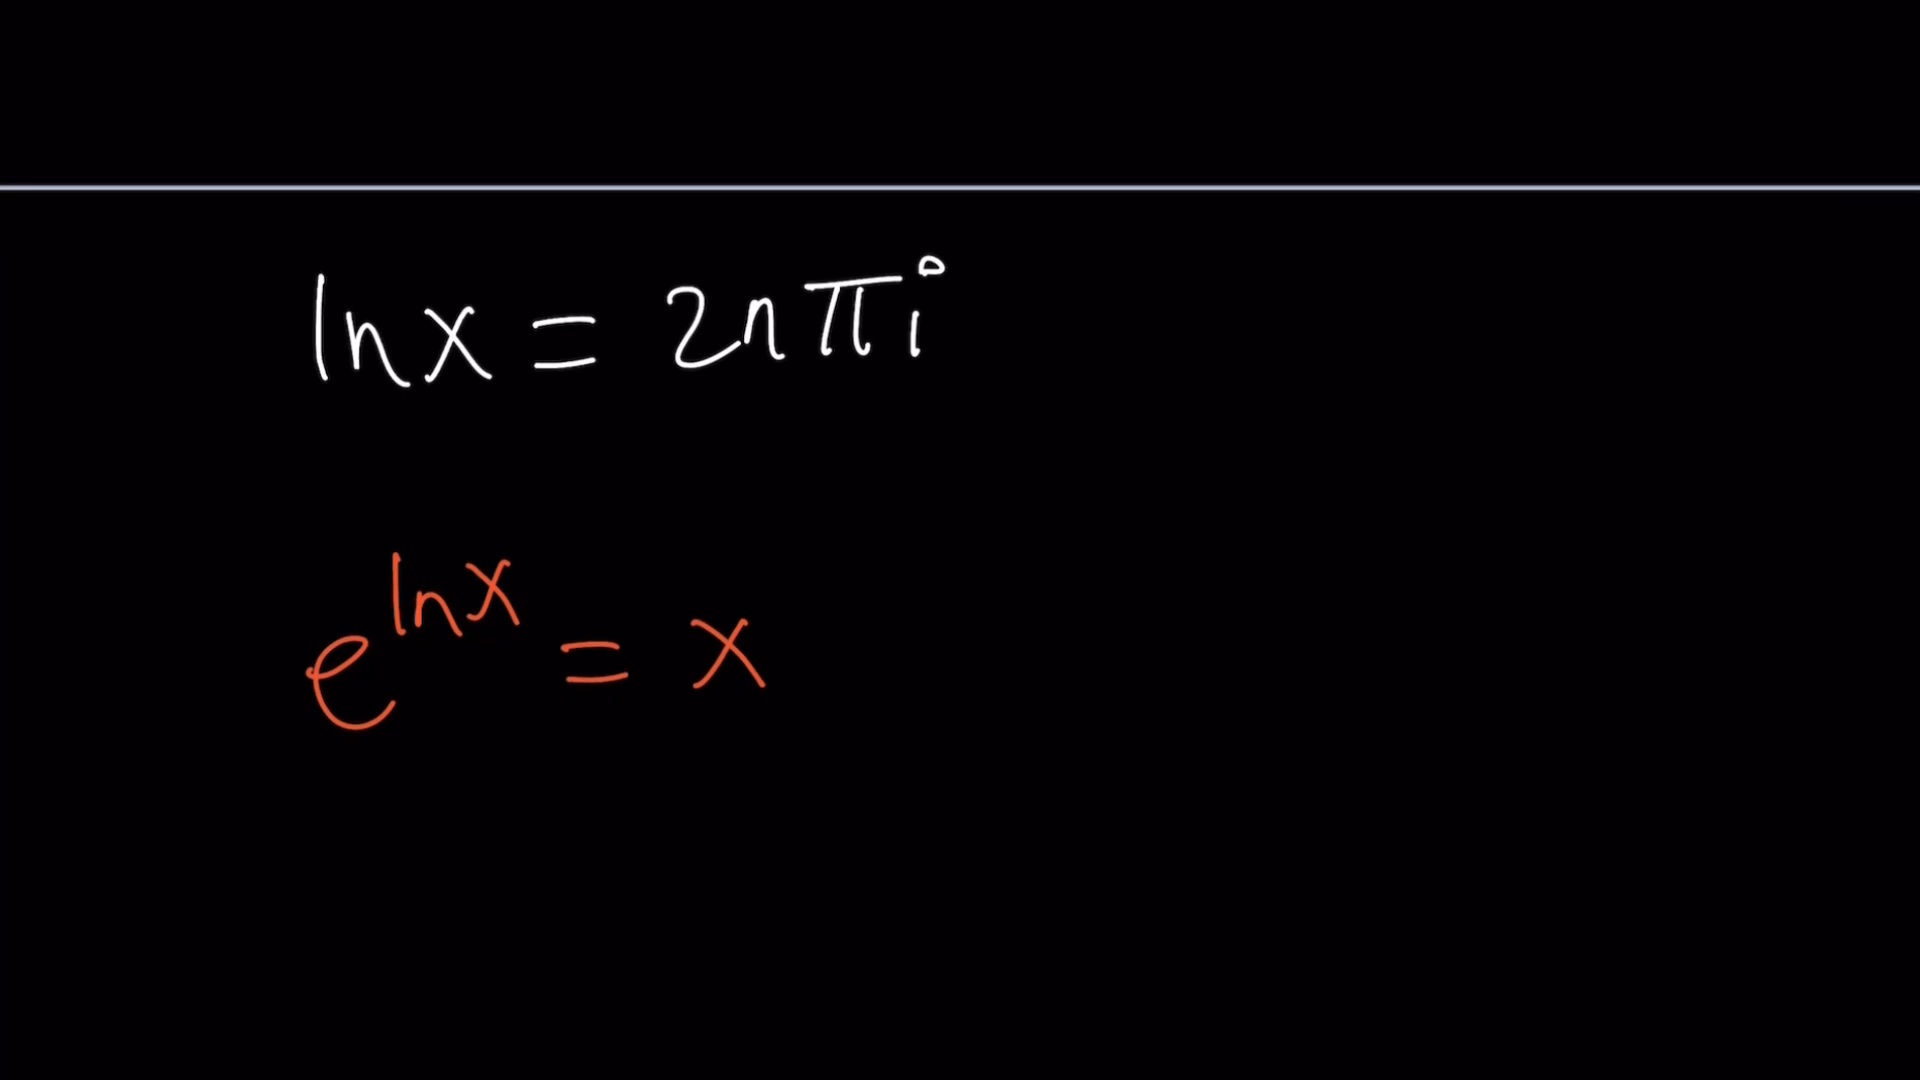 ln x = 2nπi
e^{ln x} = x